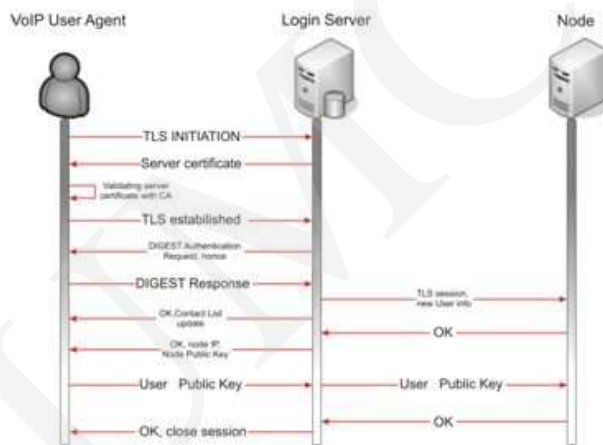 VoIP User Agent
Login Server
Node
TLS INITIATION
Server certificate
Validating server
certificate with CA
TLS estabilished
DIGEST Authentication
Request, nonce
DIGEST Response
TLS session,
new User info
OK,Contact List
update
OK
OK, node IP,
Node Public Key
User Public Key
User Public Key
OK
OK, close session